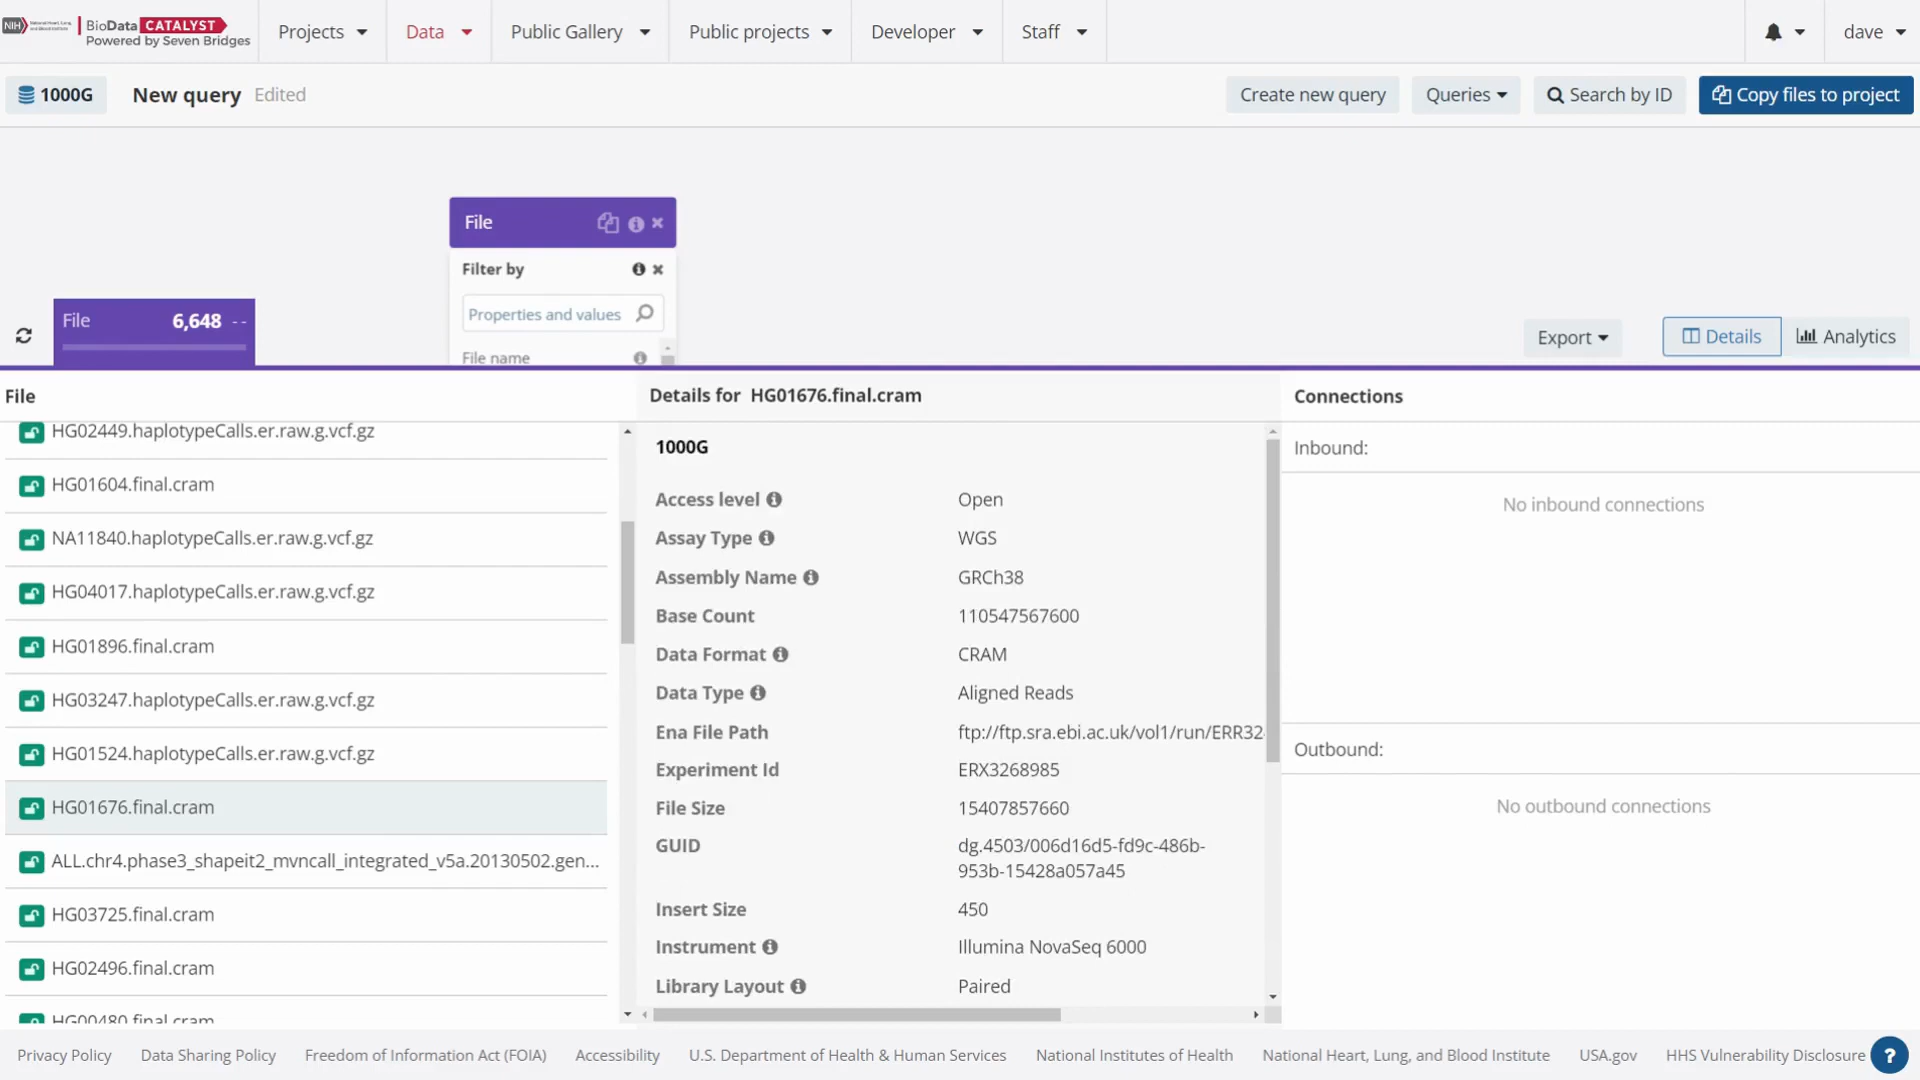 NIH National Heart, Lung, and Blood Institute BioData CATALYST
Powered by Seven Bridges
Projects Data Public Gallery Public projects Developer Staff dave
1000G New query Edited Create new query Queries Search by ID Copy files to project
File
Filter by
Properties and values
File name
File 6,648 --
Export Details Analytics
File
HG02449.haplotypeCalls.er.raw.g.vcf.gz
HG01604.final.cram
NA11840.haplotypeCalls.er.raw.g.vcf.gz
HG04017.haplotypeCalls.er.raw.g.vcf.gz
HG01896.final.cram
HG03247.haplotypeCalls.er.raw.g.vcf.gz
HG01524.haplotypeCalls.er.raw.g.vcf.gz
HG01676.final.cram
ALL.chr4.phase3_shapeit2_mvncall_integrated_v5a.20130502.gen...
HG03725.final.cram
HG02496.final.cram
HG00480.final.cram
Details for HG01676.final.cram
1000G
Access level Open
Assay Type WGS
Assembly Name GRCh38
Base Count 110547567600
Data Format CRAM
Data Type Aligned Reads
Ena File Path ftp://ftp.sra.ebi.ac.uk/vol1/run/ERR32
Experiment Id ERX3268985
File Size 15407857660
GUID dg.4503/006d16d5-fd9c-486b-
953b-15428a057a45
Insert Size 450
Instrument Illumina NovaSeq 6000
Library Layout Paired
Connections
Inbound:
No inbound connections
Outbound:
No outbound connections
Privacy Policy Data Sharing Policy Freedom of Information Act (FOIA) Accessibility U.S. Department of Health & Human Services National Institutes of Health National Heart, Lung, and Blood Institute USA.gov HHS Vulnerability Disclosure ?